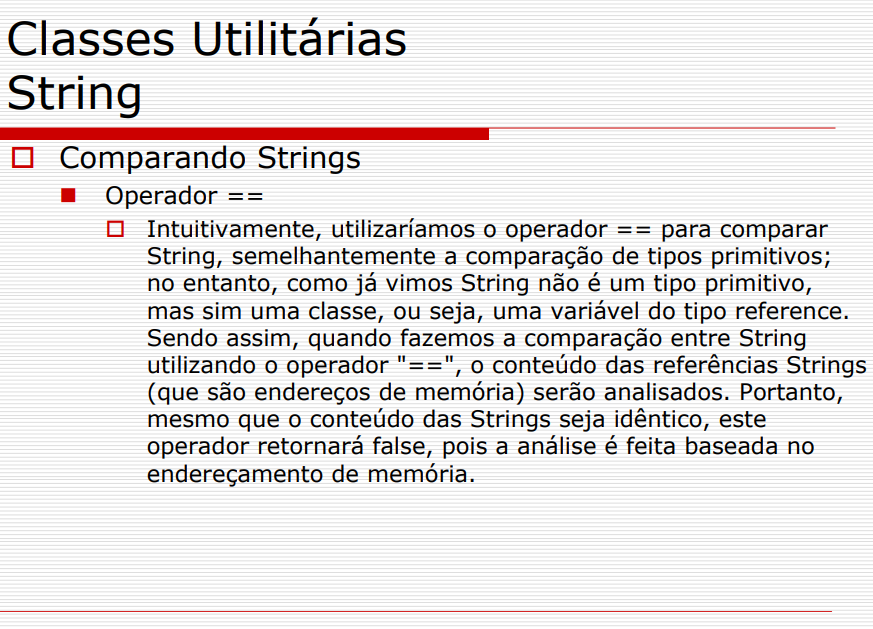 Classes Utilitárias
String
Comparando Strings
Operador ==
Intuitivamente, utilizaríamos o operador == para comparar
String, semelhantemente a comparação de tipos primitivos;
no entanto, como já vimos String não é um tipo primitivo,
mas sim uma classe, ou seja, uma variável do tipo reference.
Sendo assim, quando fazemos a comparação entre String
utilizando o operador "==", o conteúdo das referências Strings
(que são endereços de memória) serão analisados. Portanto,
mesmo que o conteúdo das Strings seja idêntico, este
operador retornará false, pois a análise é feita baseada no
endereçamento de memória.